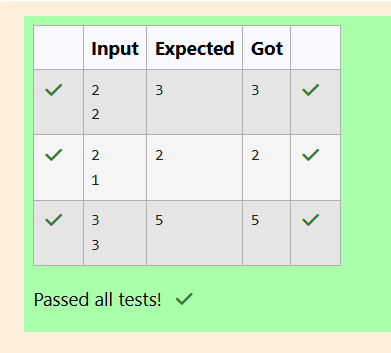 Input Expected Got
2 3 3
2
2 2 2
1
3 5 5
3
Passed all tests!